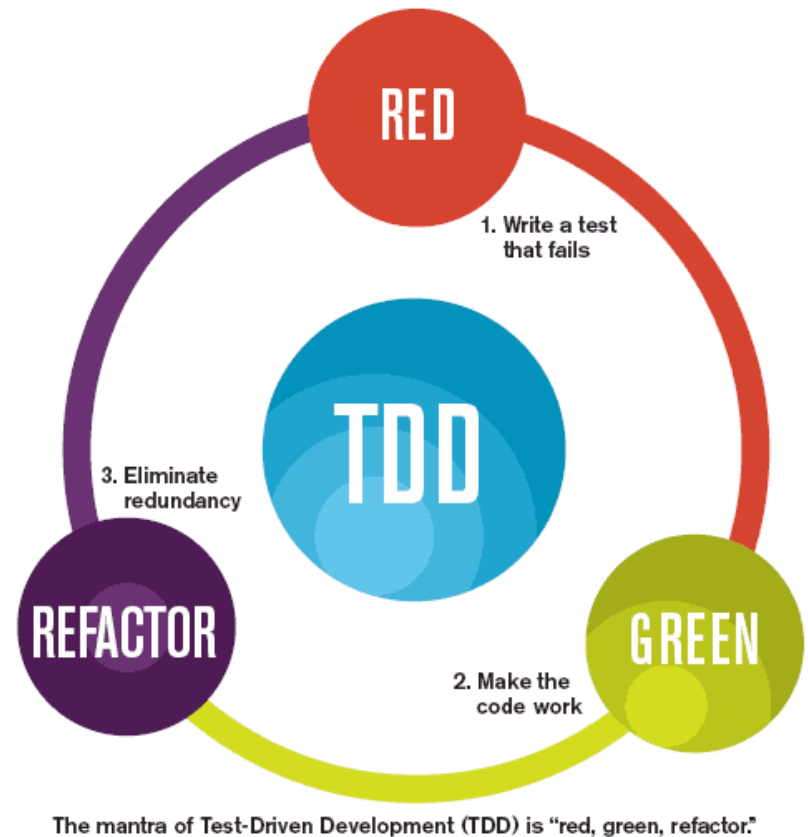 RED
1. Write a test
that fails
TDD
3. Eliminate
redundancy
REFACTOR
GREEN
2. Make the
code work
The mantra of Test-Driven Development (TDD) is “red, green, refactor.”